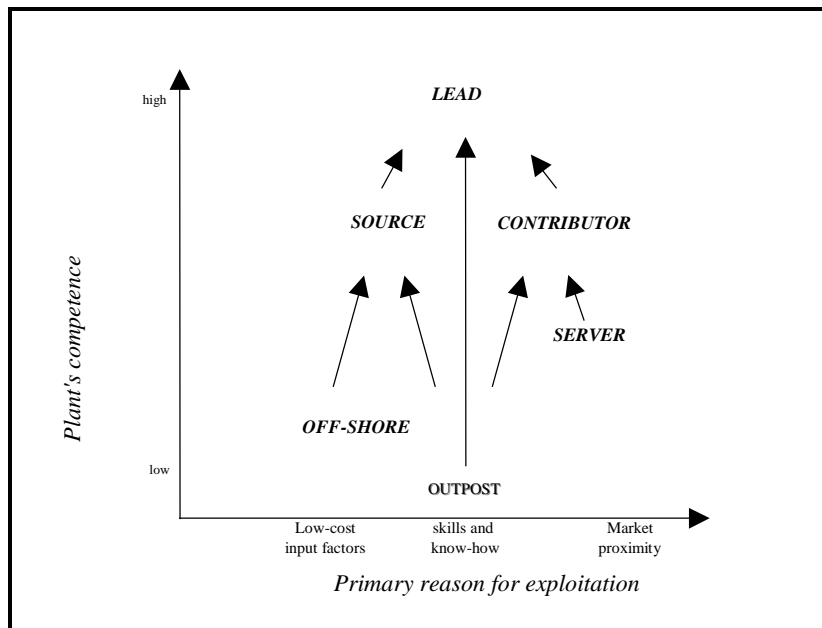 LEAD
high
SOURCE
CONTRIBUTOR
Plant's competence
SERVER
OFF-SHORE
low
OUTPOST
Low-cost
input factors
skills and
know-how
Market
proximity
Primary reason for exploitation